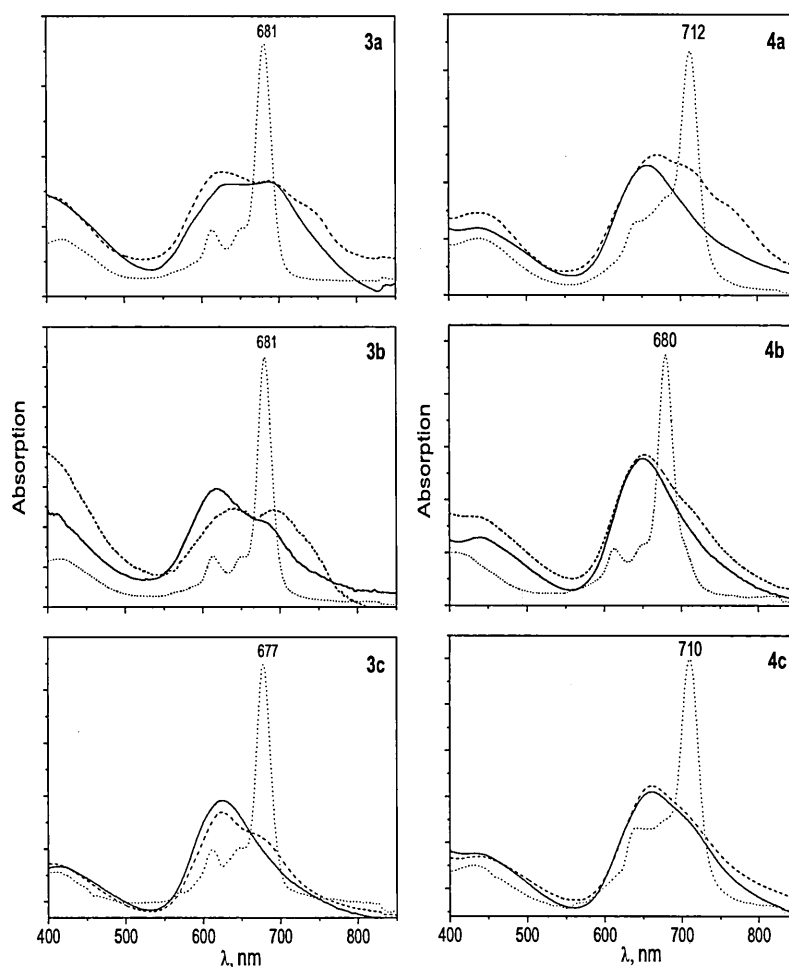 681
3a
712
4a
681
3b
680
4b
Absorption
Absorption
677
3c
710
4c
400 500 600 700 800
400 500 600 700 800
λ, nm
λ, nm